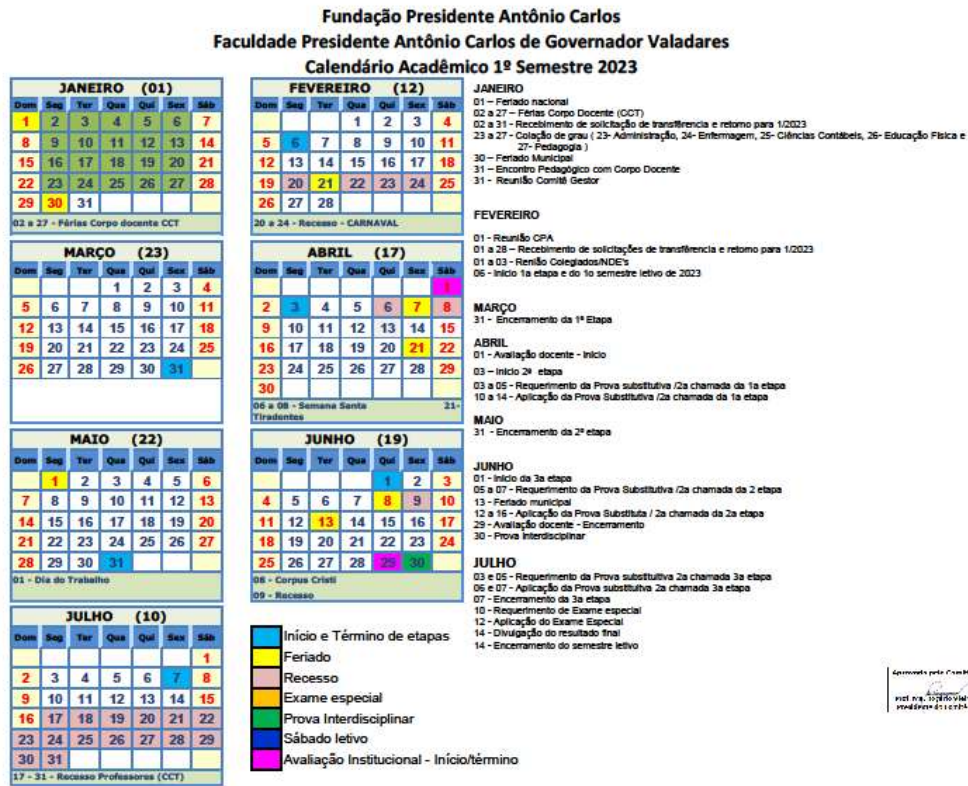 Fundação Presidente Antônio Carlos
Faculdade Presidente Antônio Carlos de Governador Valadares
Calendário Acadêmico 1º Semestre 2023
JANEIRO (01)
Dom Seg Ter Qua Qui Sex Sáb
1 2 3 4 5 6 7
8 9 10 11 12 13 14
15 16 17 18 19 20 21
22 23 24 25 26 27 28
29 30 31
02 a 27 - Férias Corpo docente CCT
FEVEREIRO (12)
Dom Seg Ter Qua Qui Sex Sáb
1 2 3 4
5 6 7 8 9 10 11
12 13 14 15 16 17 18
19 20 21 22 23 24 25
26 27 28
20 a 24 - Recesso - CARNAVAL
MARÇO (23)
Dom Seg Ter Qua Qui Sex Sáb
1 2 3 4
5 6 7 8 9 10 11
12 13 14 15 16 17 18
19 20 21 22 23 24 25
26 27 28 29 30 31
ABRIL (17)
Dom Seg Ter Qua Qui Sex Sáb
1
2 3 4 5 6 7 8
9 10 11 12 13 14 15
16 17 18 19 20 21 22
23 24 25 26 27 28 29
30
06 a 08 - Semana Santa 21-
Tiradentes
MAIO (22)
Dom Seg Ter Qua Qui Sex Sáb
1 2 3 4 5 6
7 8 9 10 11 12 13
14 15 16 17 18 19 20
21 22 23 24 25 26 27
28 29 30 31
01 - Dia do Trabalho
JUNHO (19)
Dom Seg Ter Qua Qui Sex Sáb
1 2 3
4 5 6 7 8 9 10
11 12 13 14 15 16 17
18 19 20 21 22 23 24
25 26 27 28 29 30
08 - Corpus Cristi
09 - Recesso
JULHO (10)
Dom Seg Ter Qua Qui Sex Sáb
1
2 3 4 5 6 7 8
9 10 11 12 13 14 15
16 17 18 19 20 21 22
23 24 25 26 27 28 29
30 31
17 - 31 - Recesso Professores (CCT)
Início e Término de etapas
Feriado
Recesso
Exame especial
Prova Interdisciplinar
Sábado letivo
Avaliação Institucional - Início/término
JANEIRO
01 – Feriado nacional
02 a 27 – Férias Corpo Docente (CCT)
02 a 31 - Recebimento de solicitação de transferência e retorno para 1/2023
23 a 27 - Colação de grau ( 23- Administração, 24- Enfermagem, 25- Ciências Contábeis, 26- Educação Física e
27- Pedagogia )
30 – Feriado Municipal
31 – Encontro Pedagógico com Corpo Docente
31 - Reunião Comitê Gestor
FEVEREIRO
01 - Reunião CPA
01 a 28 – Recebimento de solicitações de transferência e retorno para 1/2023
01 a 03 - Renião Colegiados/NDE's
06 - Início 1a etapa e do 1o semestre letivo de 2023
MARÇO
31 - Encerramento da 1ª Etapa
ABRIL
01 - Avaliação docente - Início
03 – Início 2ª etapa
03 a 05 - Requerimento da Prova substitutiva /2a chamada da 1a etapa
10 a 14 - Aplicação da Prova Substitutiva /2a chamada da 1a etapa
MAIO
31 - Encerramento da 2ª etapa
JUNHO
01 - Início da 3a etapa
05 a 07 - Requerimento da Prova Substitutiva /2a chamada da 2 etapa
13 - Feriado municipal
12 a 16 - Aplicação da Prova Substituta / 2a chamada da 2a etapa
29 - Avaliação docente - Encerramento
30 - Prova Interdisciplinar
JULHO
03 e 05 - Requerimento da Prova substitutiva 2a chamada 3a etapa
06 e 07 - Aplicação da Prova substitutiva 2a chamada 3a etapa
07 - Encerramento da 3a etapa
10 - Requerimento de Exame especial
12 - Aplicação do Exame Especial
14 - Divulgação do resultado final
14 - Encerramento do semestre letivo